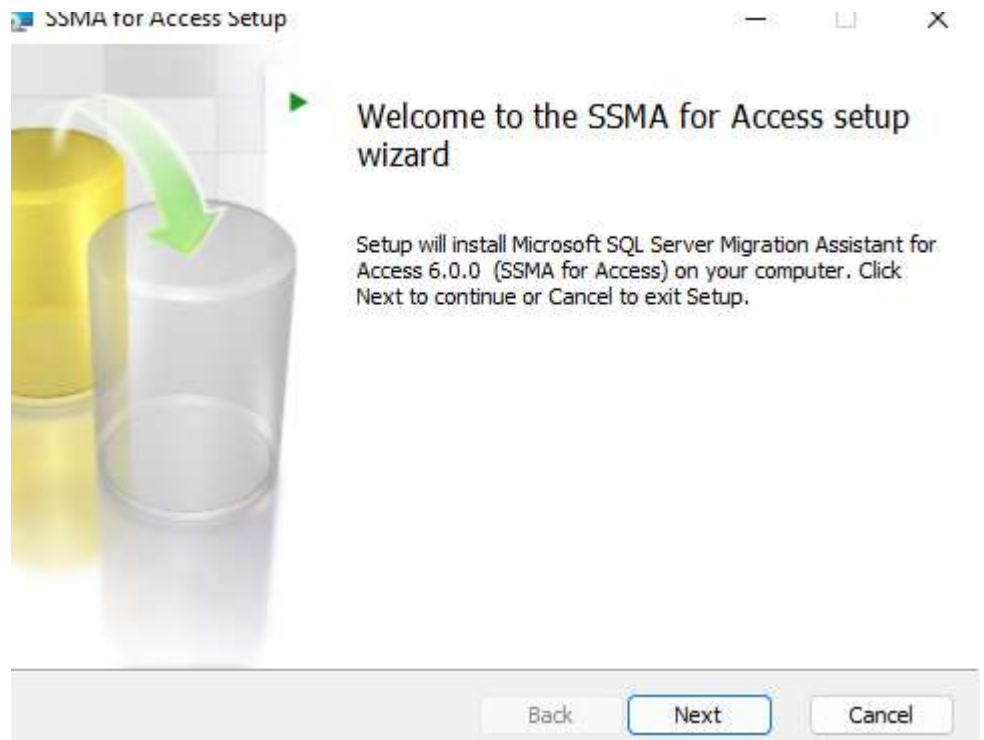 SSMA for Access Setup
Welcome to the SSMA for Access setup
wizard
Setup will install Microsoft SQL Server Migration Assistant for
Access 6.0.0  (SSMA for Access) on your computer. Click
Next to continue or Cancel to exit Setup.
Back Next Cancel